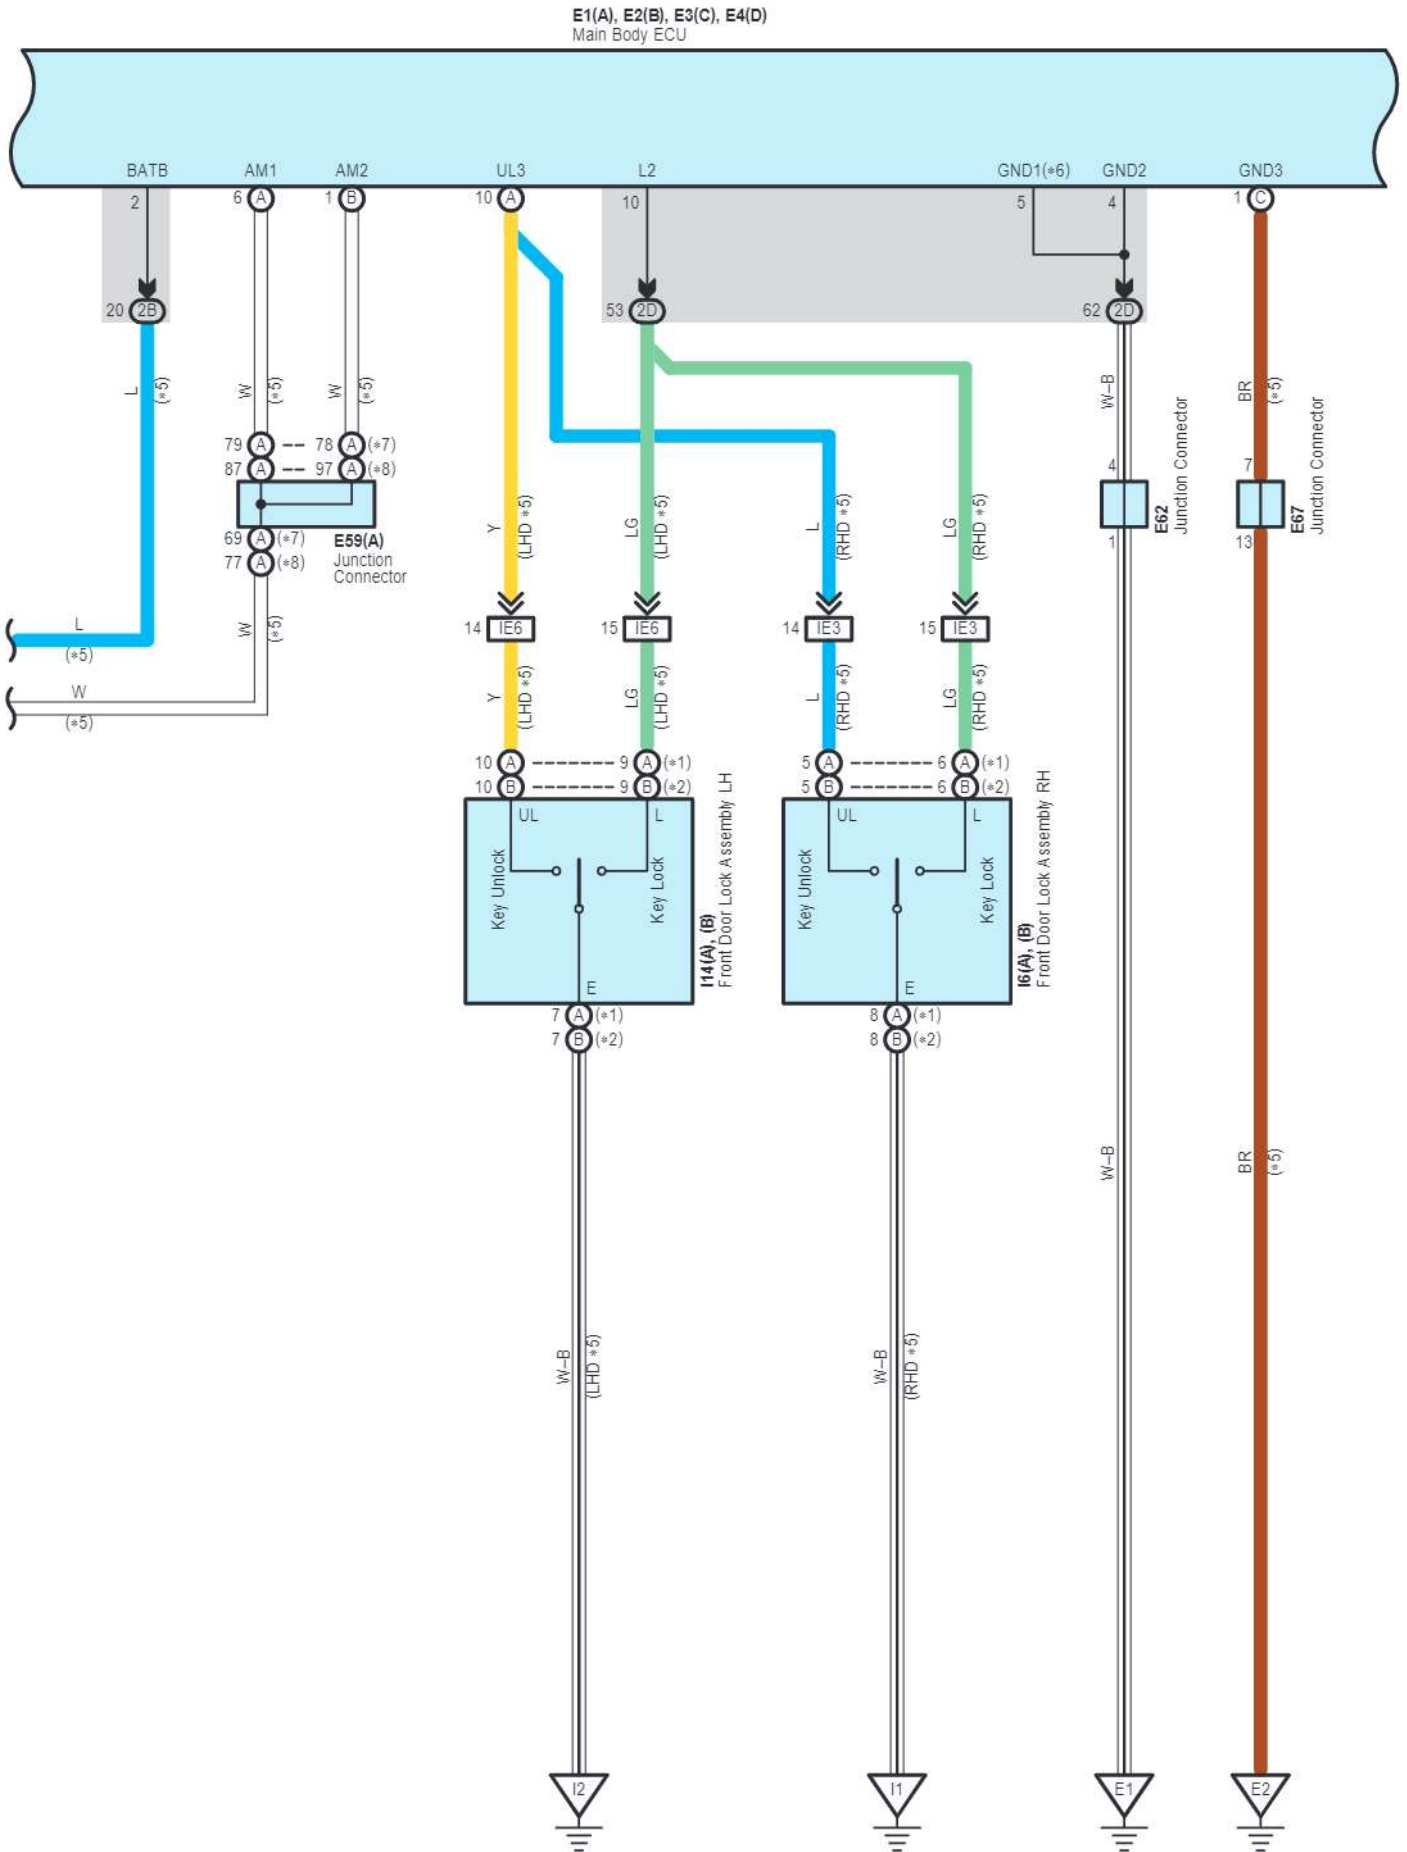 E1(A), E2(B), E3(C), E4(D)
Main Body ECU
BATB AM1 AM2 UL3 L2 GND1(*6) GND2 GND3
2 6 A 1 B 10 A 10 5 4 1 C
20 2B 53 2D 62 2D
L (*5) W (*5) W (*5) W-B BR (*5)
79 A -- 78 A (*7)
87 A -- 97 A (*8)
4 7
E62
Junction Connector
E67
Junction Connector
Y (LHD *5) LG (LHD *5) L (RHD *5) LG (RHD *5)
69 A (*7)
77 A (*8)
E59(A)
Junction
Connector
1 13
L
(*5)
W (*5)
14 IE6 15 IE6 14 IE3 15 IE3
W
(*5)
Y (LHD *5) LG (LHD *5) L (RHD *5) LG (RHD *5)
10 A ------- 9 A (*1) 5 A ------- 6 A (*1)
10 B ------- 9 B (*2) 5 B ------- 6 B (*2)
UL L UL L
Key Unlock Key Lock Key Unlock Key Lock
I14(A), (B)
Front Door Lock Assembly LH
I6(A), (B)
Front Door Lock Assembly RH
E E
7 A (*1) 8 A (*1)
7 B (*2) 8 B (*2)
W-B BR (*5)
W-B (LHD *5) W-B (RHD *5)
I2 I1 E1 E2